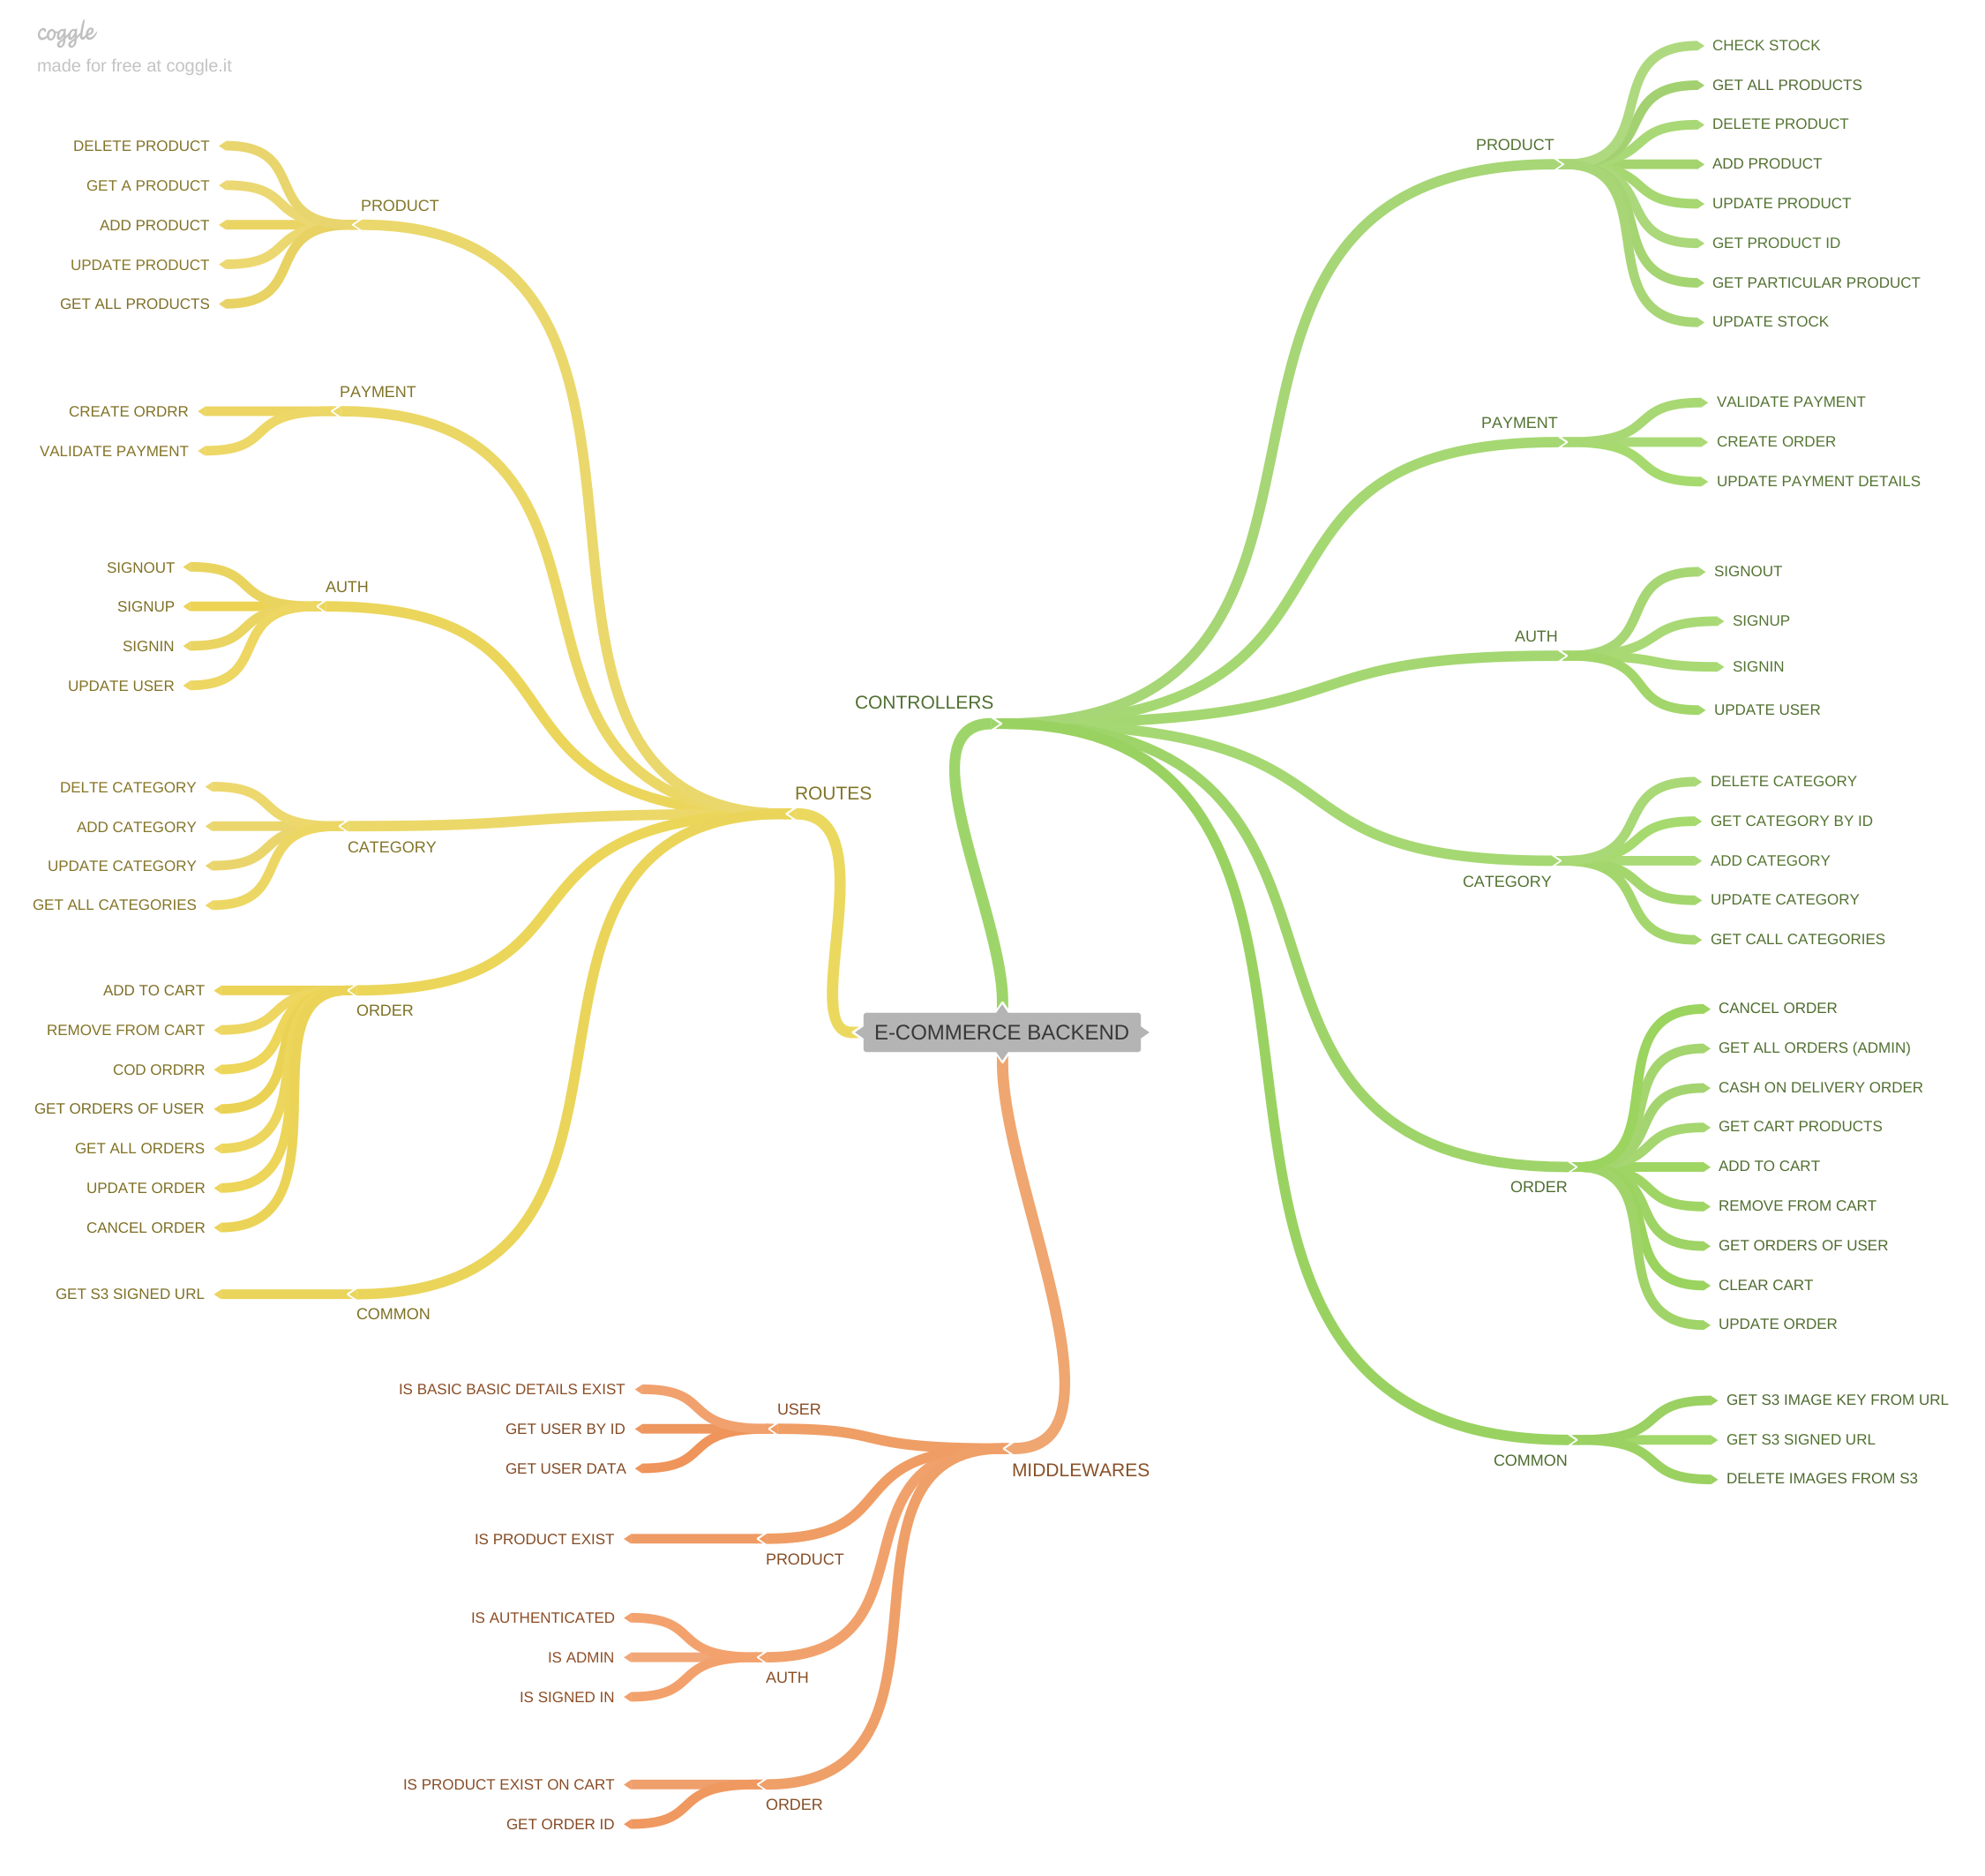 coggle
made for free at coggle.it
DELETE PRODUCT
GET A PRODUCT
ADD PRODUCT
UPDATE PRODUCT
GET ALL PRODUCTS
PRODUCT
CREATE ORDRR
VALIDATE PAYMENT
PAYMENT
SIGNOUT
SIGNUP
SIGNIN
UPDATE USER
AUTH
DELTE CATEGORY
ADD CATEGORY
UPDATE CATEGORY
GET ALL CATEGORIES
CATEGORY
ADD TO CART
REMOVE FROM CART
COD ORDRR
GET ORDERS OF USER
GET ALL ORDERS
UPDATE ORDER
CANCEL ORDER
ORDER
GET S3 SIGNED URL
COMMON
ROUTES
E-COMMERCE BACKEND
CONTROLLERS
PRODUCT
CHECK STOCK
GET ALL PRODUCTS
DELETE PRODUCT
ADD PRODUCT
UPDATE PRODUCT
GET PRODUCT ID
GET PARTICULAR PRODUCT
UPDATE STOCK
PAYMENT
VALIDATE PAYMENT
CREATE ORDER
UPDATE PAYMENT DETAILS
AUTH
SIGNOUT
SIGNUP
SIGNIN
UPDATE USER
CATEGORY
DELETE CATEGORY
GET CATEGORY BY ID
ADD CATEGORY
UPDATE CATEGORY
GET CALL CATEGORIES
ORDER
CANCEL ORDER
GET ALL ORDERS (ADMIN)
CASH ON DELIVERY ORDER
GET CART PRODUCTS
ADD TO CART
REMOVE FROM CART
GET ORDERS OF USER
CLEAR CART
UPDATE ORDER
COMMON
GET S3 IMAGE KEY FROM URL
GET S3 SIGNED URL
DELETE IMAGES FROM S3
MIDDLEWARES
USER
IS BASIC BASIC DETAILS EXIST
GET USER BY ID
GET USER DATA
IS PRODUCT EXIST
PRODUCT
IS AUTHENTICATED
IS ADMIN
IS SIGNED IN
AUTH
IS PRODUCT EXIST ON CART
GET ORDER ID
ORDER